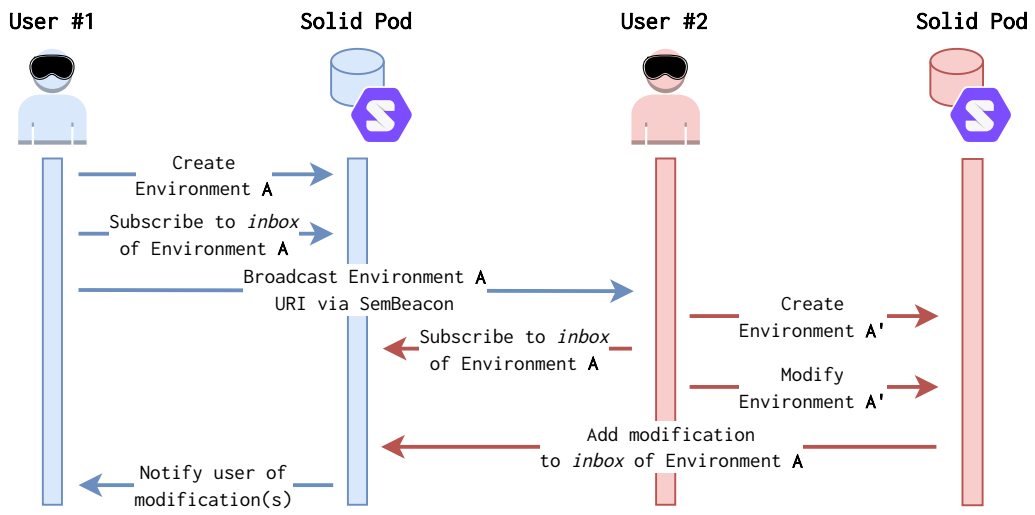 User #1
Solid Pod
User #2
Solid Pod
Create
Environment A
Subscribe to inbox
of Environment A
Broadcast Environment A
URI via SemBeacon
Create
Environment A'
Subscribe to inbox
of Environment A
Modify
Environment A'
Add modification
to inbox of Environment A
Notify user of
modification(s)